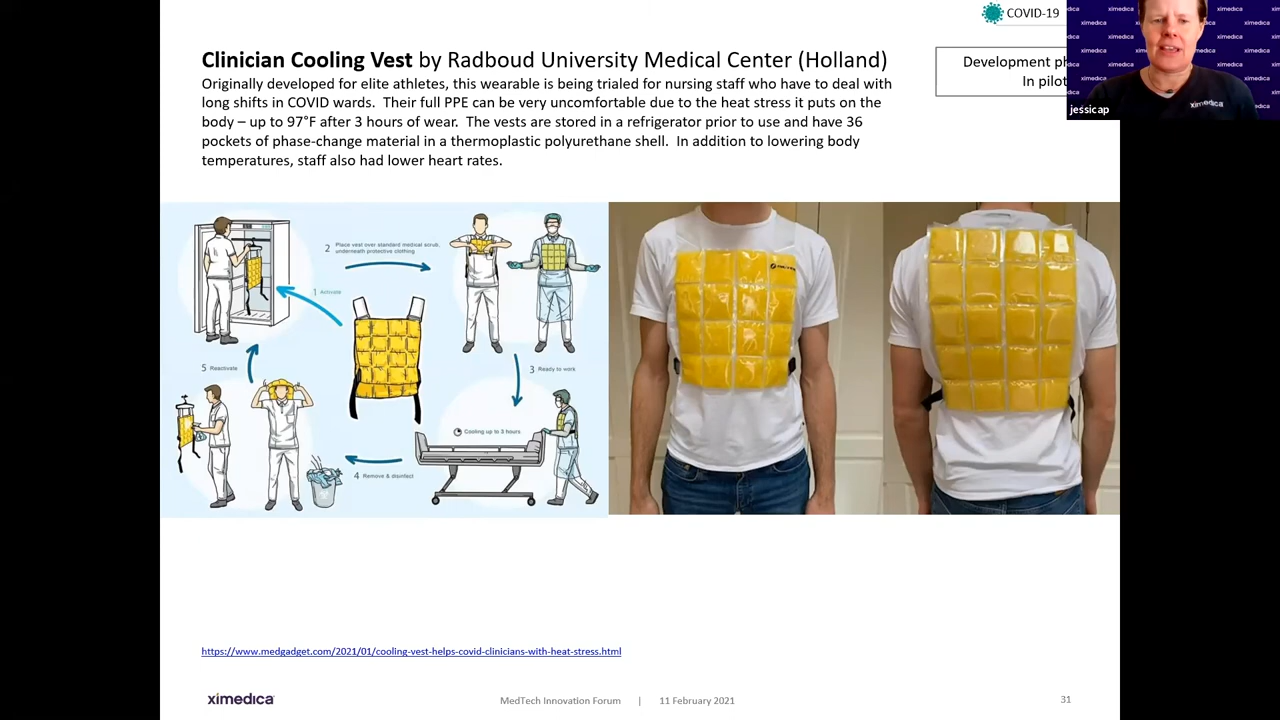 COVID-19
Clinician Cooling Vest by Radboud University Medical Center (Holland)
Originally developed for elite athletes, this wearable is being trialed for nursing staff who have to deal with
long shifts in COVID wards.  Their full PPE can be very uncomfortable due to the heat stress it puts on the
body – up to 97°F after 3 hours of wear.  The vests are stored in a refrigerator prior to use and have 36
pockets of phase-change material in a thermoplastic polyurethane shell.  In addition to lowering body
temperatures, staff also had lower heart rates.
Development
In pilot
ximedica
ximedica
jessicap
2 Place vest over standard medical scrub,
underneath protective clothing
1 Activate
5 Reactivate
3 Ready to work
Cooling up to 3 hours
4 Remove & disinfect
https://www.medgadget.com/2021/01/cooling-vest-helps-covid-clinicians-with-heat-stress.html
ximedica
MedTech Innovation Forum | 11 February 2021
31